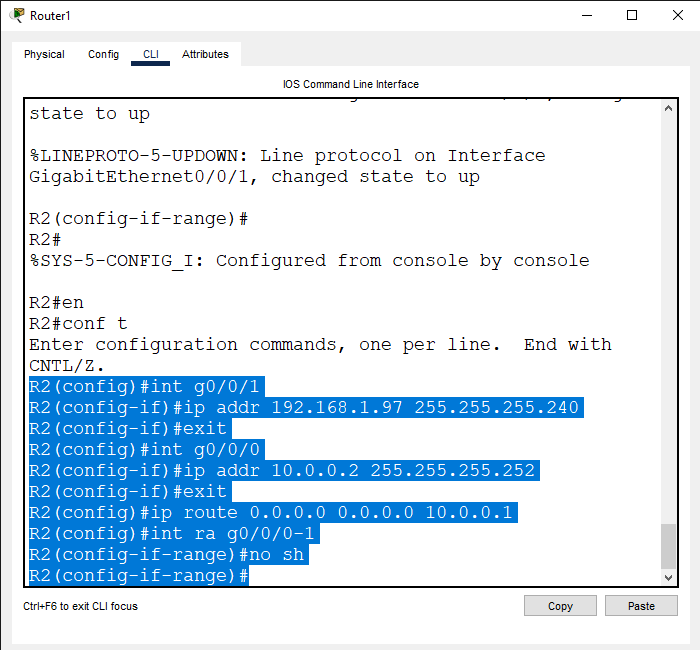 Router1
Physical Config CLI Attributes
IOS Command Line Interface
state to up
%LINEPROTO-5-UPDOWN: Line protocol on Interface
GigabitEthernet0/0/1, changed state to up
R2(config-if-range)#
R2#
%SYS-5-CONFIG_I: Configured from console by console
R2#en
R2#conf t
Enter configuration commands, one per line.  End with
CNTL/Z.
R2(config)#int g0/0/1
R2(config-if)#ip addr 192.168.1.97 255.255.255.240
R2(config-if)#exit
R2(config)#int g0/0/0
R2(config-if)#ip addr 10.0.0.2 255.255.255.252
R2(config-if)#exit
R2(config)#ip route 0.0.0.0 0.0.0.0 10.0.0.1
R2(config)#int ra g0/0/0-1
R2(config-if-range)#no sh
R2(config-if-range)#
Ctrl+F6 to exit CLI focus
Copy Paste